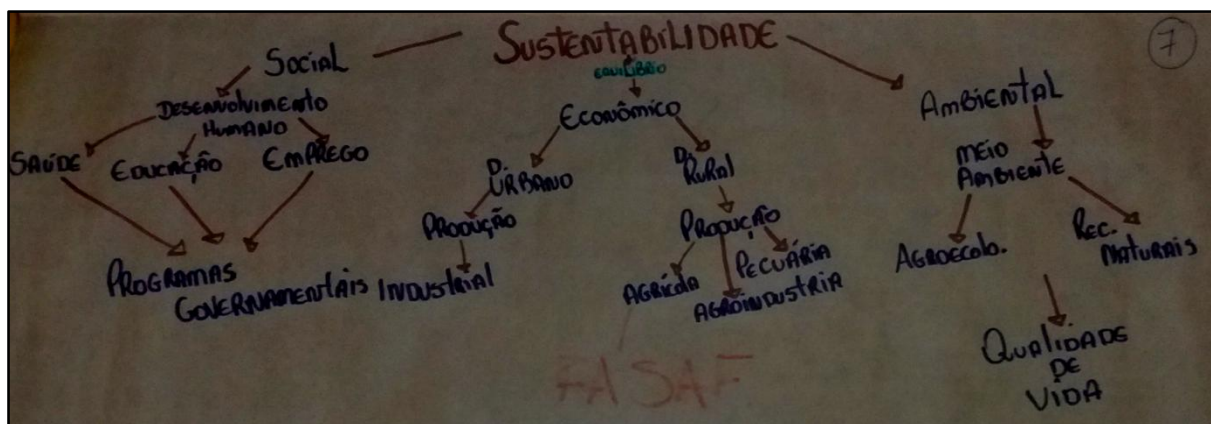 SUSTENTABILIDADE
7
EQUILÍBRIO
SOCIAL
DESENVOLVIMENTO
HUMANO
SAÚDE
EDUCAÇÃO
EMPREGO
PROGRAMAS
GOVERNAMENTAIS
ECONÔMICO
D.
URBANO
PRODUÇÃO
INDUSTRIAL
D.
RURAL
PRODUÇÃO
AGRÍCOLA
AGROINDUSTRIA
PECUÁRIA
FASAF
AMBIENTAL
MEIO
AMBIENTE
AGROECOLO.
REC.
NATURAIS
QUALIDADE
DE
VIDA